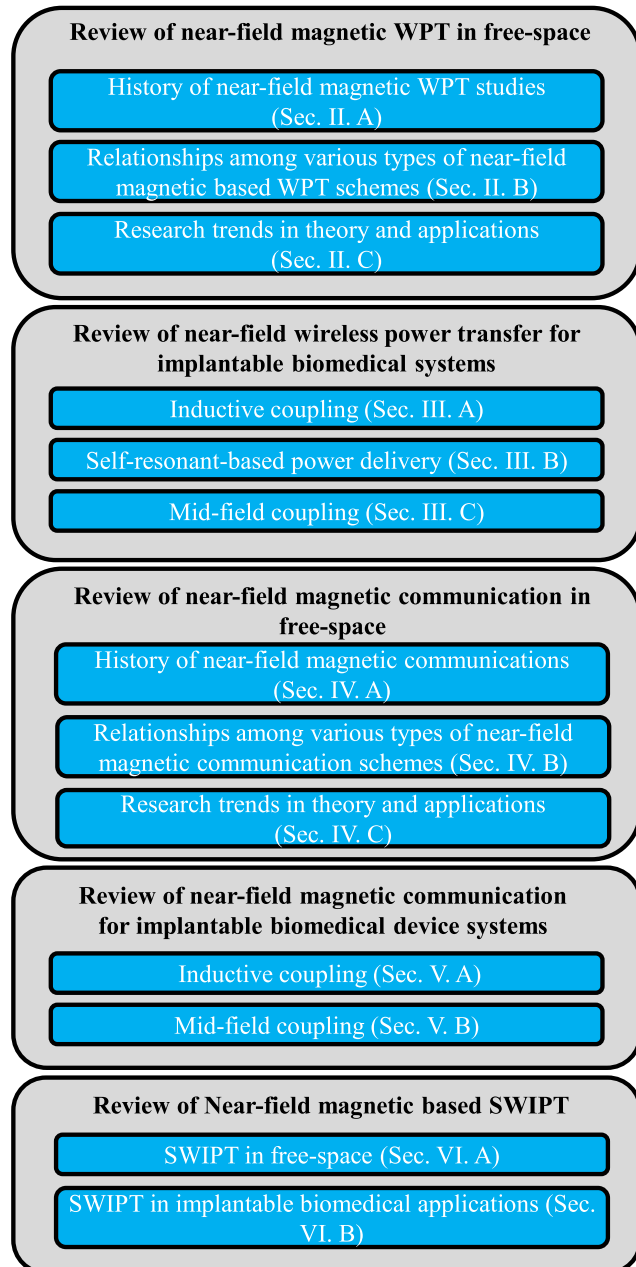 Review of near-field magnetic WPT in free-space
History of near-field magnetic WPT studies
(Sec. II. A)
Relationships among various types of near-field
magnetic based WPT schemes (Sec. II. B)
Research trends in theory and applications
(Sec. II. C)
Review of near-field wireless power transfer for
implantable biomedical systems
Inductive coupling (Sec. III. A)
Self-resonant-based power delivery (Sec. III. B)
Mid-field coupling (Sec. III. C)
Review of near-field magnetic communication in
free-space
History of near-field magnetic communications
(Sec. IV. A)
Relationships among various types of near-field
magnetic communication schemes (Sec. IV. B)
Research trends in theory and applications
(Sec. IV. C)
Review of near-field magnetic communication
for implantable biomedical device systems
Inductive coupling (Sec. V. A)
Mid-field coupling (Sec. V. B)
Review of Near-field magnetic based SWIPT
SWIPT in free-space (Sec. VI. A)
SWIPT in implantable biomedical applications (Sec.
VI. B)